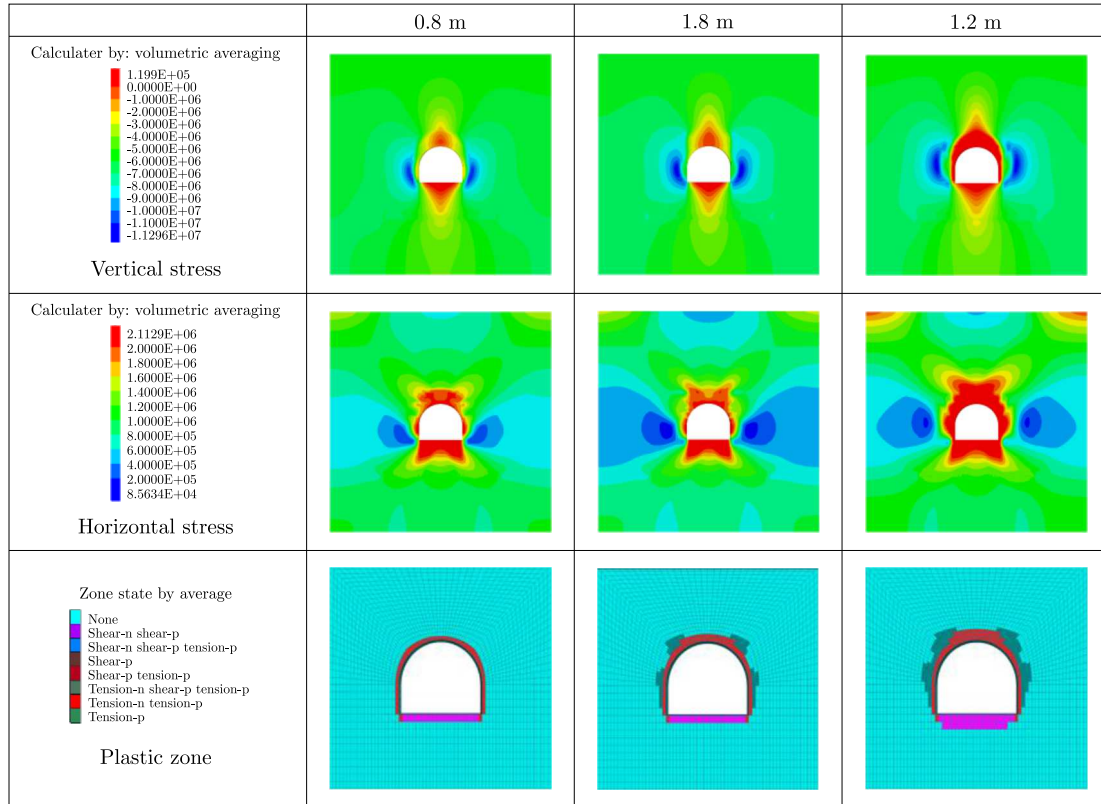 0.8 m
1.8 m
1.2 m
Calculater by: volumetric averaging
1.199E+05
0.0000E+00
-1.0000E+06
-2.0000E+06
-3.0000E+06
-4.0000E+06
-5.0000E+06
-6.0000E+06
-7.0000E+06
-8.0000E+06
-9.0000E+06
-1.0000E+07
-1.1000E+07
-1.1296E+07
Vertical stress
Calculater by: volumetric averaging
2.1129E+06
2.0000E+06
1.8000E+06
1.6000E+06
1.4000E+06
1.2000E+06
1.0000E+06
8.0000E+05
6.0000E+05
4.0000E+05
2.0000E+05
8.5634E+04
Horizontal stress
Zone state by average
None
Shear-n shear-p
Shear-n shear-p tension-p
Shear-p
Shear-p tension-p
Tension-n shear-p tension-p
Tension-n tension-p
Tension-p
Plastic zone